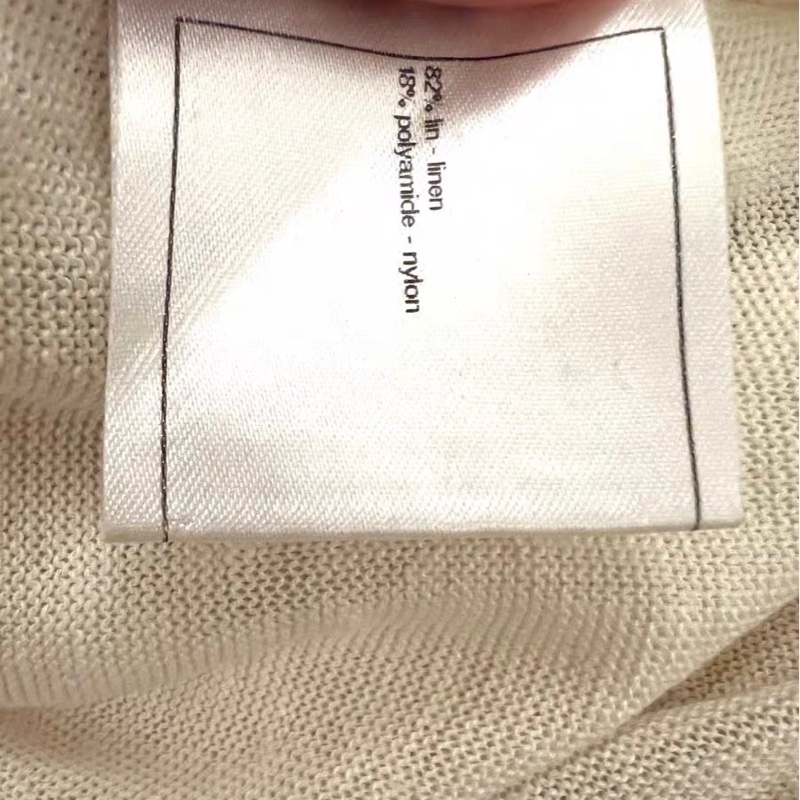 82% lin - linen
18% polyamide - nylon